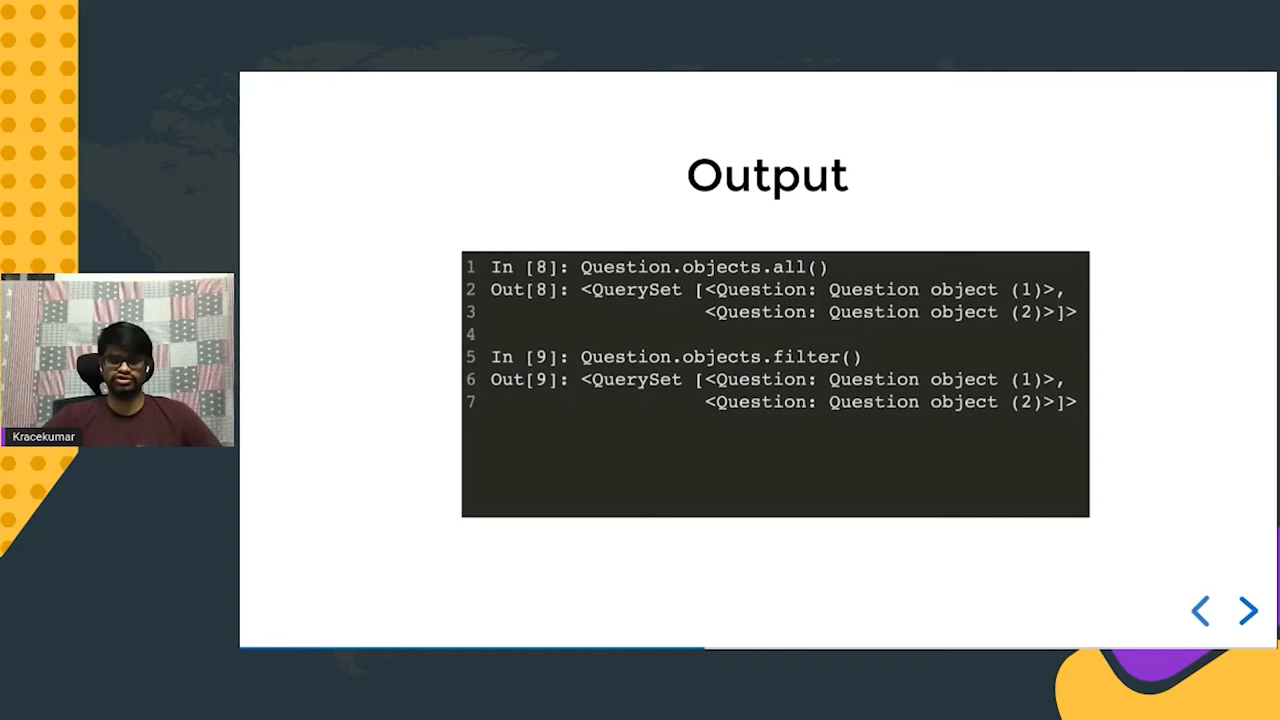 Output
1 In [8]: Question.objects.all()
2 Out[8]: <QuerySet [<Question: Question object (1)>,
3 <Question: Question object (2)>]>
4
5 In [9]: Question.objects.filter()
6 Out[9]: <QuerySet [<Question: Question object (1)>,
7 <Question: Question object (2)>]>
Kracekumar